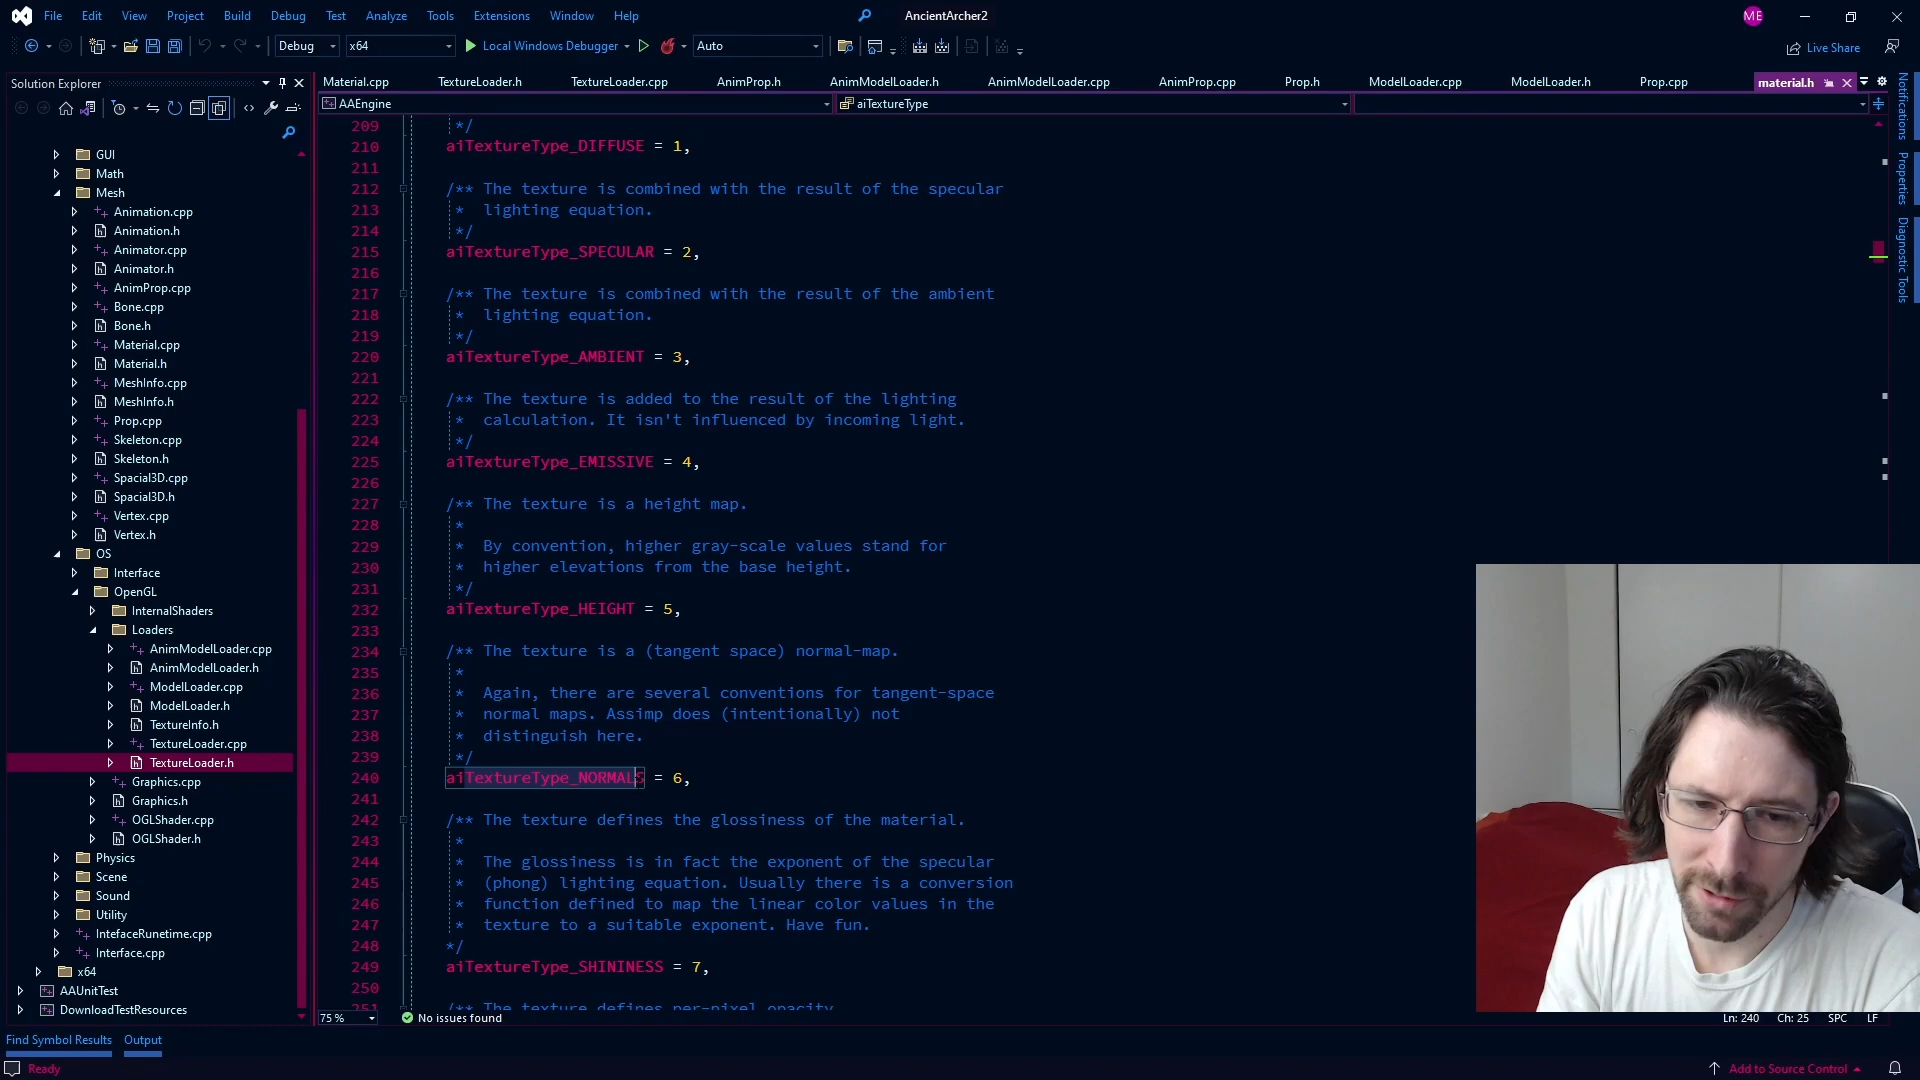 File Edit View Project Build Debug Test Analyze Tools Extensions Window Help AncientArcher2 ME
Debug x64 Local Windows Debugger Auto Live Share
Solution Explorer
Material.cpp TextureLoader.h TextureLoader.cpp AnimProp.h AnimModelLoader.h AnimModelLoader.cpp AnimProp.cpp Prop.h ModelLoader.cpp ModelLoader.h Prop.cpp material.h
AAEngine aiTextureType
GUI
Math
Mesh
Animation.cpp
Animation.h
Animator.cpp
Animator.h
AnimProp.cpp
Bone.cpp
Bone.h
Material.cpp
Material.h
MeshInfo.cpp
MeshInfo.h
Prop.cpp
Skeleton.cpp
Skeleton.h
Spacial3D.cpp
Spacial3D.h
Vertex.cpp
Vertex.h
OS
Interface
OpenGL
InternalShaders
Loaders
AnimModelLoader.cpp
AnimModelLoader.h
ModelLoader.cpp
ModelLoader.h
TextureInfo.h
TextureLoader.cpp
TextureLoader.h
Graphics.cpp
Graphics.h
OGLShader.cpp
OGLShader.h
Physics
Scene
Sound
Utility
IntefaceRunetime.cpp
Interface.cpp
x64
AAUnitTest
DownloadTestResources
209 */
210 aiTextureType_DIFFUSE = 1,
211
212 /** The texture is combined with the result of the specular
213 * lighting equation.
214 */
215 aiTextureType_SPECULAR = 2,
216
217 /** The texture is combined with the result of the ambient
218 * lighting equation.
219 */
220 aiTextureType_AMBIENT = 3,
221
222 /** The texture is added to the result of the lighting
223 * calculation. It isn't influenced by incoming light.
224 */
225 aiTextureType_EMISSIVE = 4,
226
227 /** The texture is a height map.
228 *
229 * By convention, higher gray-scale values stand for
230 * higher elevations from the base height.
231 */
232 aiTextureType_HEIGHT = 5,
233
234 /** The texture is a (tangent space) normal-map.
235 *
236 * Again, there are several conventions for tangent-space
237 * normal maps. Assimp does (intentionally) not
238 * distinguish here.
239 */
240 aiTextureType_NORMALS = 6,
241
242 /** The texture defines the glossiness of the material.
243 *
244 * The glossiness is in fact the exponent of the specular
245 * (phong) lighting equation. Usually there is a conversion
246 * function defined to map the linear color values in the
247 * texture to a suitable exponent. Have fun.
248 */
249 aiTextureType_SHININESS = 7,
250
251 /** The texture defines per-pixel opacity
Notifications
Properties
Diagnostic Tools
75 % No issues found Ln: 240 Ch: 25 SPC LF
Find Symbol Results Output
Ready Add to Source Control